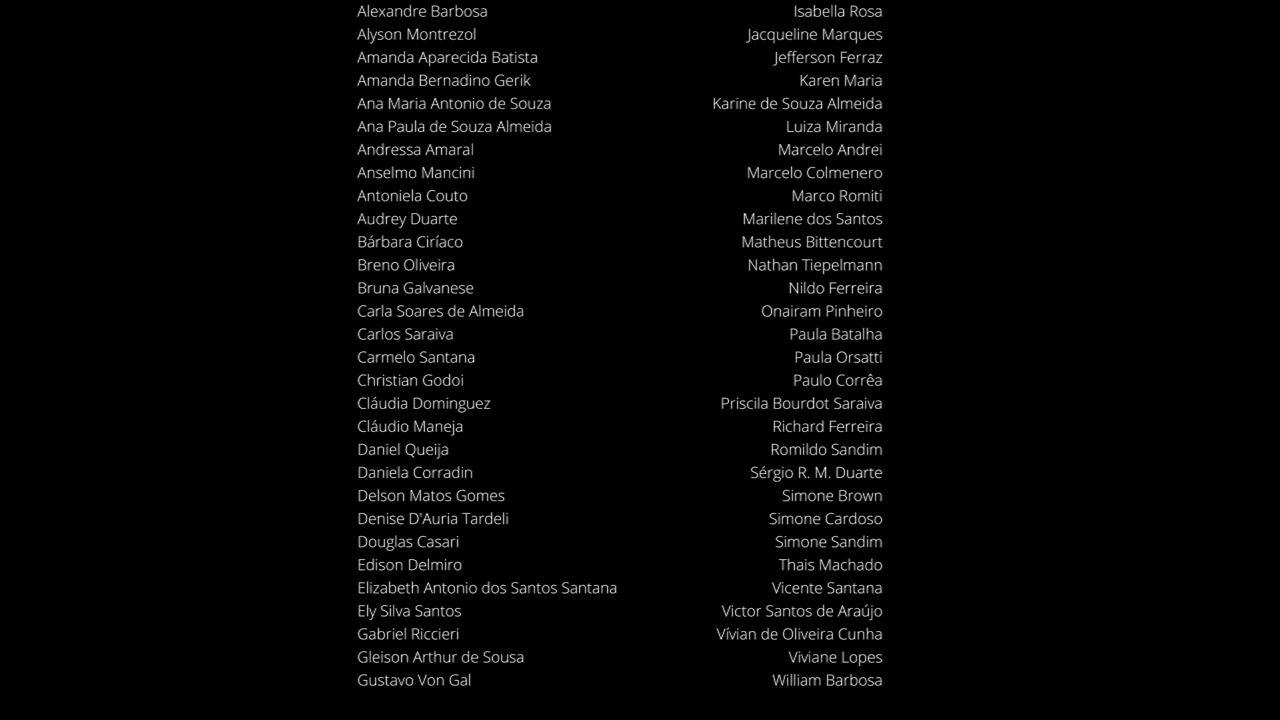 Alexandre Barbosa
Alyson Montrezol
Amanda Aparecida Batista
Amanda Bernadino Gerik
Ana Maria Antonio de Souza
Ana Paula de Souza Almeida
Andressa Amaral
Anselmo Mancini
Antoniela Couto
Audrey Duarte
Bárbara Ciríaco
Breno Oliveira
Bruna Galvanese
Carla Soares de Almeida
Carlos Saraiva
Carmelo Santana
Christian Godoi
Cláudia Dominguez
Cláudio Maneja
Daniel Queija
Daniela Corradin
Delson Matos Gomes
Denise D'Auria Tardeli
Douglas Casari
Edison Delmiro
Elizabeth Antonio dos Santos Santana
Ely Silva Santos
Gabriel Riccieri
Gleison Arthur de Sousa
Gustavo Von Gal
Isabella Rosa
Jacqueline Marques
Jefferson Ferraz
Karen Maria
Karine de Souza Almeida
Luiza Miranda
Marcelo Andrei
Marcelo Colmenero
Marco Romiti
Marilene dos Santos
Matheus Bittencourt
Nathan Tiepelmann
Nildo Ferreira
Onairam Pinheiro
Paula Batalha
Paula Orsatti
Paulo Corrêa
Priscila Bourdot Saraiva
Richard Ferreira
Romildo Sandim
Sérgio R. M. Duarte
Simone Brown
Simone Cardoso
Simone Sandim
Thais Machado
Vicente Santana
Victor Santos de Araújo
Vívian de Oliveira Cunha
Viviane Lopes
William Barbosa